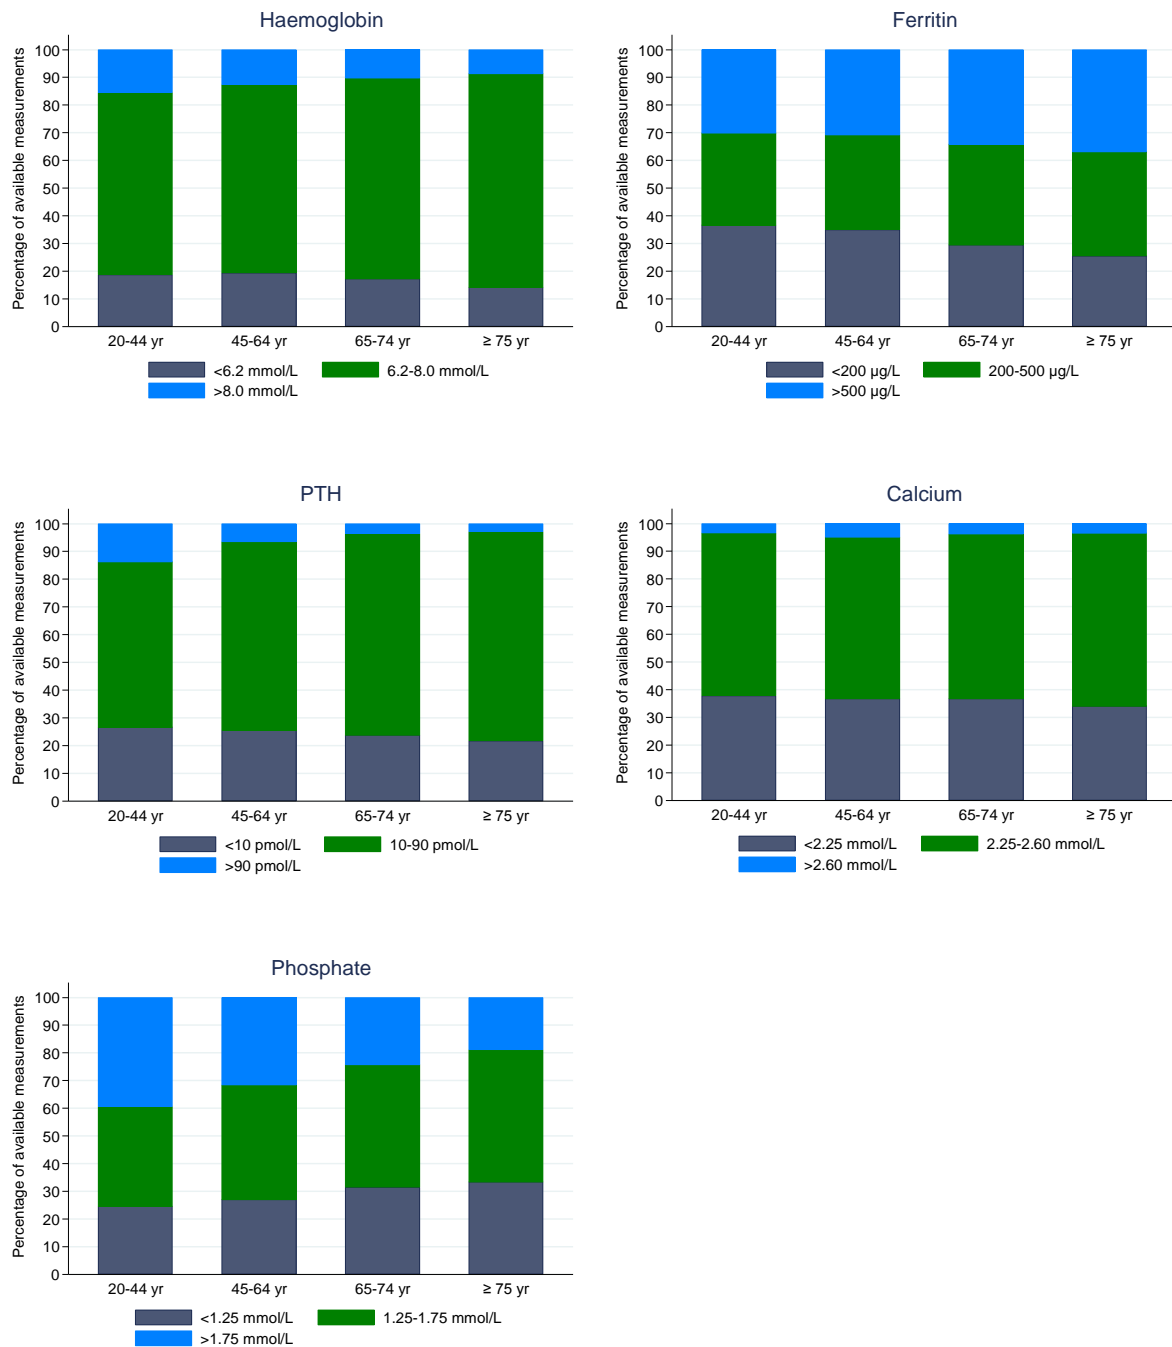 Haemoglobin
Percentage of available measurements
100
90
80
70
60
50
40
30
20
10
0
20-44 yr 45-64 yr 65-74 yr ≥ 75 yr
<6.2 mmol/L 6.2-8.0 mmol/L
>8.0 mmol/L
Ferritin
Percentage of available measurements
100
90
80
70
60
50
40
30
20
10
0
20-44 yr 45-64 yr 65-74 yr ≥ 75 yr
<200 µg/L 200-500 µg/L
>500 µg/L
PTH
Percentage of available measurements
100
90
80
70
60
50
40
30
20
10
0
20-44 yr 45-64 yr 65-74 yr ≥ 75 yr
<10 pmol/L 10-90 pmol/L
>90 pmol/L
Calcium
Percentage of available measurements
100
90
80
70
60
50
40
30
20
10
0
20-44 yr 45-64 yr 65-74 yr ≥ 75 yr
<2.25 mmol/L 2.25-2.60 mmol/L
>2.60 mmol/L
Phosphate
Percentage of available measurements
100
90
80
70
60
50
40
30
20
10
0
20-44 yr 45-64 yr 65-74 yr ≥ 75 yr
<1.25 mmol/L 1.25-1.75 mmol/L
>1.75 mmol/L